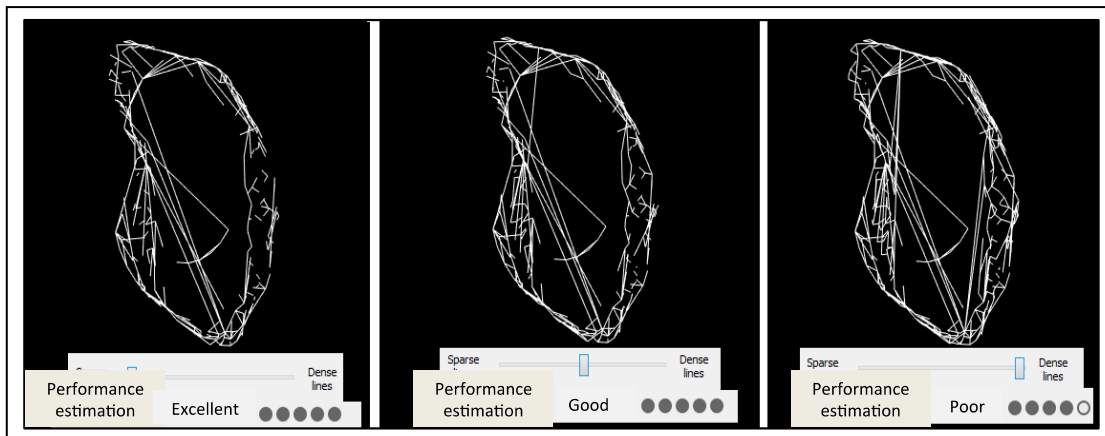 Dense
lines
Performance
estimation
Excellent
Sparse
Dense
lines
Performance
estimation
Good
Sparse
Dense
lines
Performance
estimation
Poor